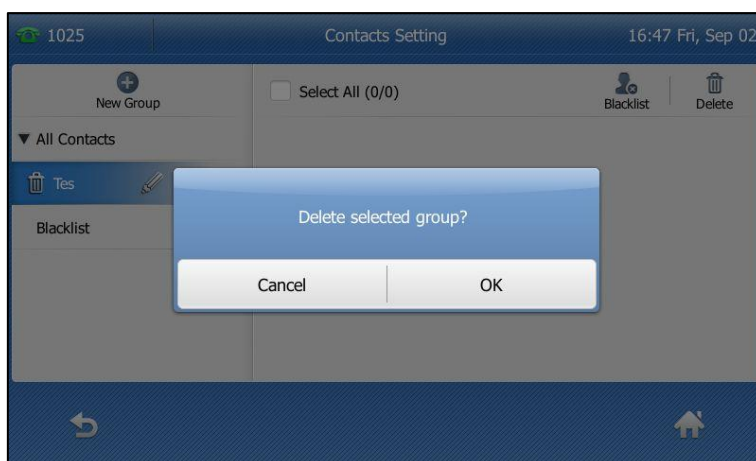 1025 Contacts Setting 16:47 Fri, Sep 02
New Group
Select All (0/0)
Blacklist Delete
All Contacts
Tes
Blacklist
Delete selected group?
Cancel OK